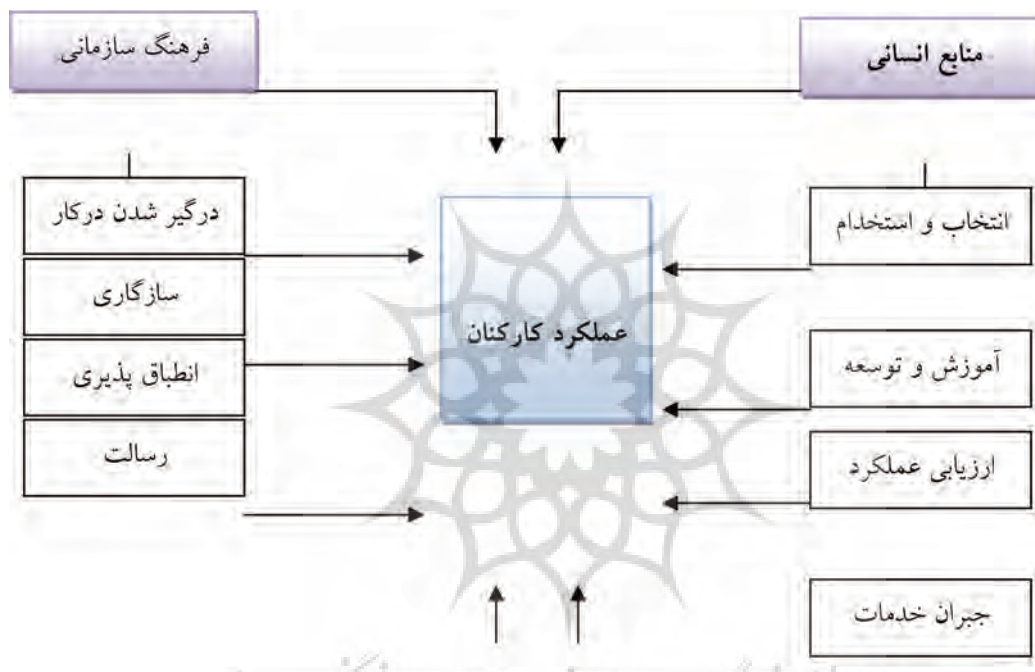 منابع انسانی
فرهنگ سازمانی
انتخاب و استخدام
آموزش و توسعه
ارزیابی عملکرد
جبران خدمات
عملکرد کارکنان
درگیر شدن درکار
سازگاری
انطباق پذیری
رسالت